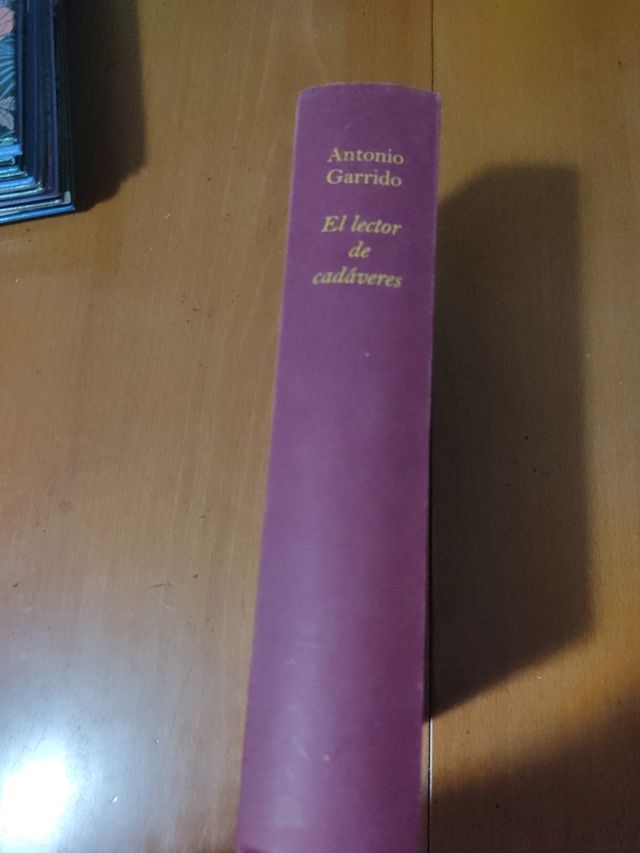 Antonio
Garrido
El lector
de
cadáveres